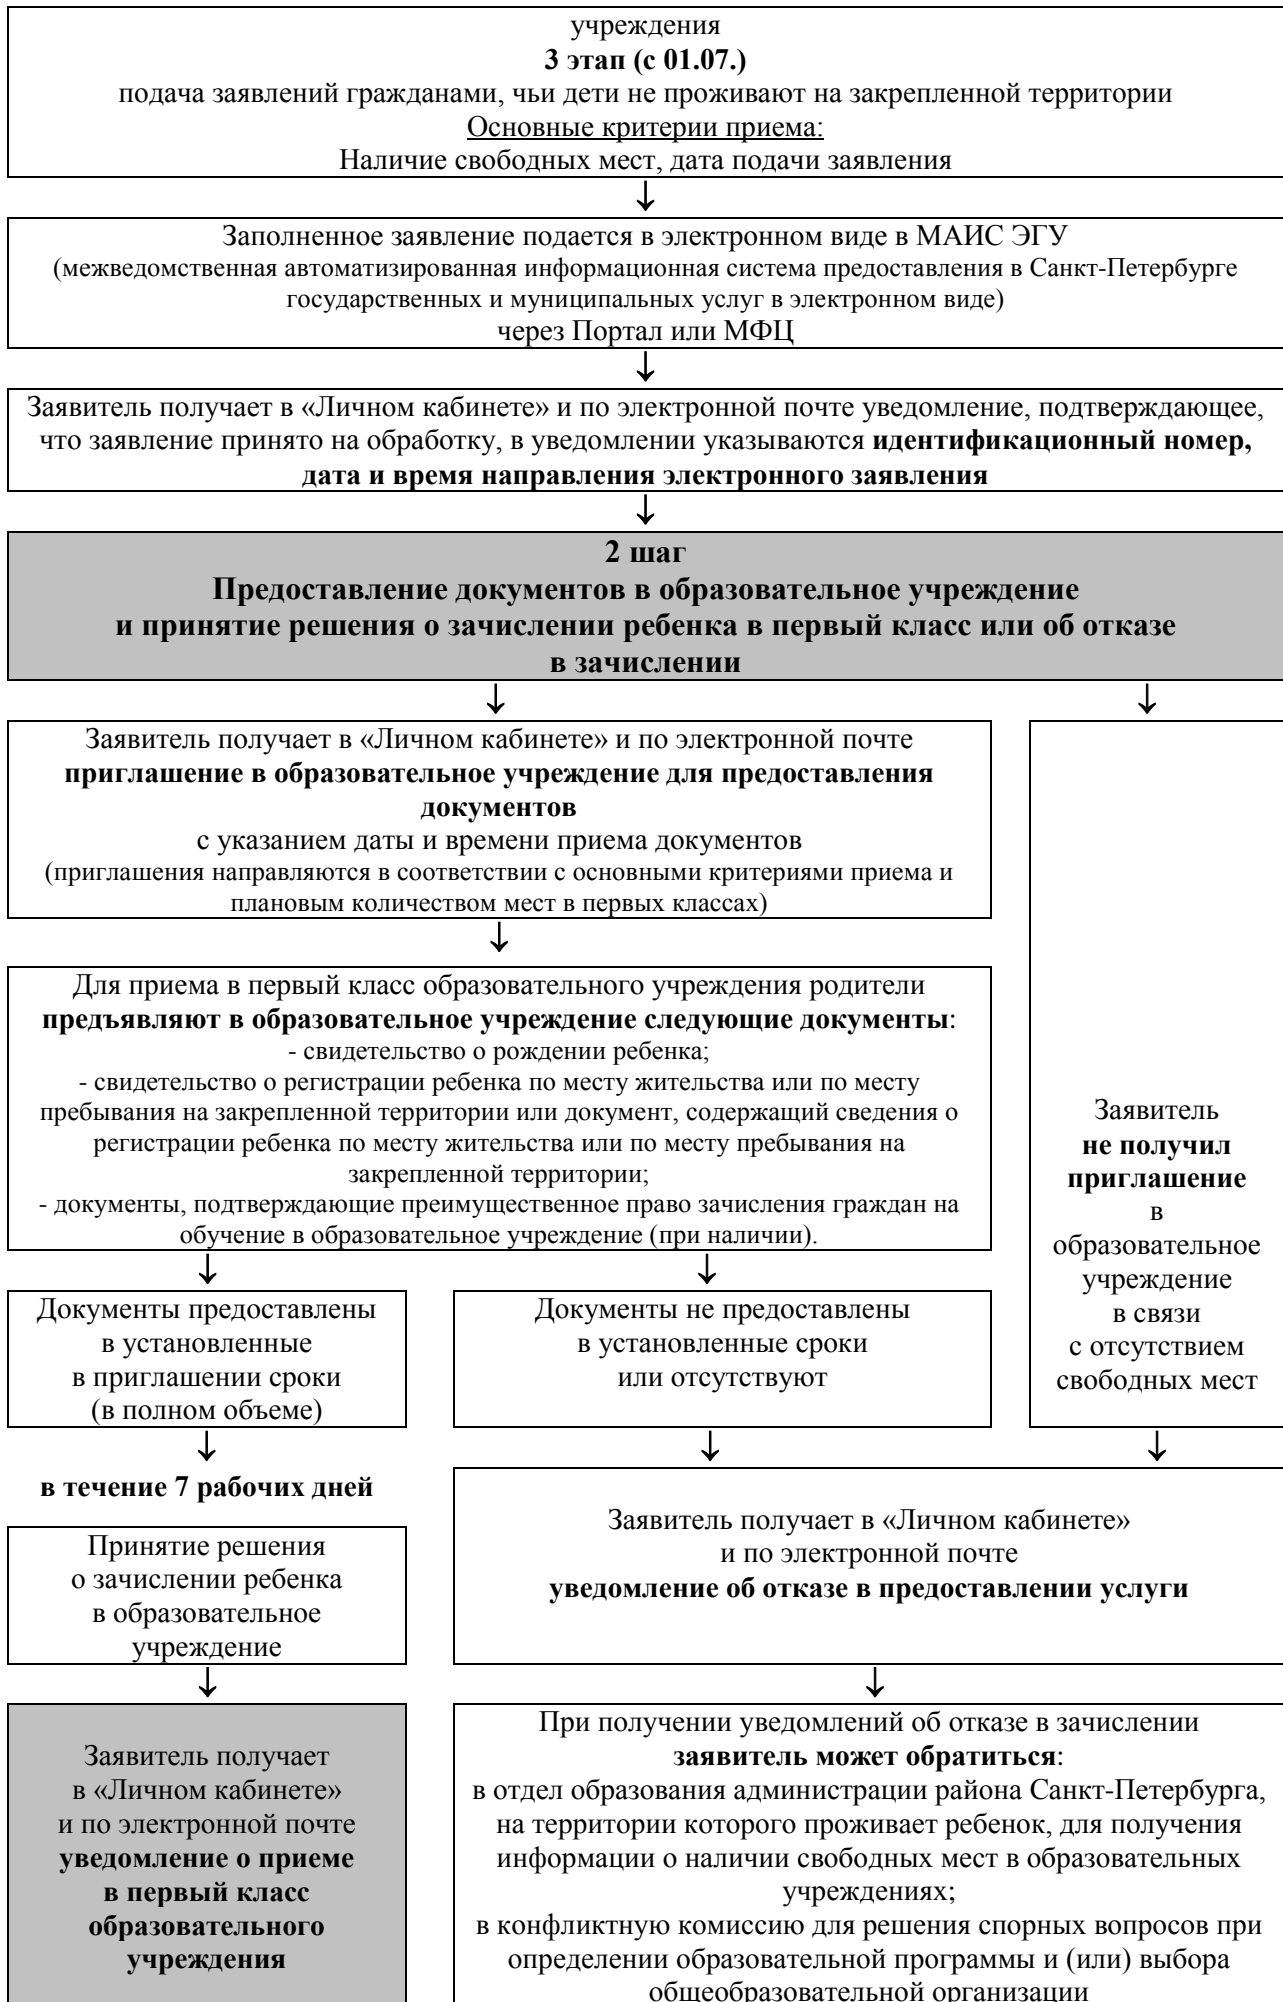 учреждения
3 этап (с 01.07.)
подача заявлений гражданами, чьи дети не проживают на закрепленной территории
Основные критерии приема:
Наличие свободных мест, дата подачи заявления
Заполненное заявление подается в электронном виде в МАИС ЭГУ
(межведомственная автоматизированная информационная система предоставления в Санкт-Петербурге
государственных и муниципальных услуг в электронном виде)
через Портал или МФЦ
Заявитель получает в «Личном кабинете» и по электронной почте уведомление, подтверждающее,
что заявление принято на обработку, в уведомлении указываются идентификационный номер,
дата и время направления электронного заявления
2 шаг
Предоставление документов в образовательное учреждение
и принятие решения о зачислении ребенка в первый класс или об отказе
в зачислении
Заявитель получает в «Личном кабинете» и по электронной почте
приглашение в образовательное учреждение для предоставления
документов
с указанием даты и времени приема документов
(приглашения направляются в соответствии с основными критериями приема и
плановым количеством мест в первых классах)
Для приема в первый класс образовательного учреждения родители
предъявляют в образовательное учреждение следующие документы:
- свидетельство о рождении ребенка;
- свидетельство о регистрации ребенка по месту жительства или по месту
пребывания на закрепленной территории или документ, содержащий сведения о
регистрации ребенка по месту жительства или по месту пребывания на
закрепленной территории;
- документы, подтверждающие преимущественное право зачисления граждан на
обучение в образовательное учреждение (при наличии).
Заявитель
не получил
приглашение
в
образовательное
учреждение
в связи
с отсутствием
свободных мест
Документы предоставлены
в установленные
в приглашении сроки
(в полном объеме)
Документы не предоставлены
в установленные сроки
или отсутствуют
в течение 7 рабочих дней
Принятие решения
о зачислении ребенка
в образовательное
учреждение
Заявитель получает в «Личном кабинете»
и по электронной почте
уведомление об отказе в предоставлении услуги
Заявитель получает
в «Личном кабинете»
и по электронной почте
уведомление о приеме
в первый класс
образовательного
учреждения
При получении уведомлений об отказе в зачислении
заявитель может обратиться:
в отдел образования администрации района Санкт-Петербурга,
на территории которого проживает ребенок, для получения
информации о наличии свободных мест в образовательных
учреждениях;
в конфликтную комиссию для решения спорных вопросов при
определении образовательной программы и (или) выбора
общеобразовательной организации